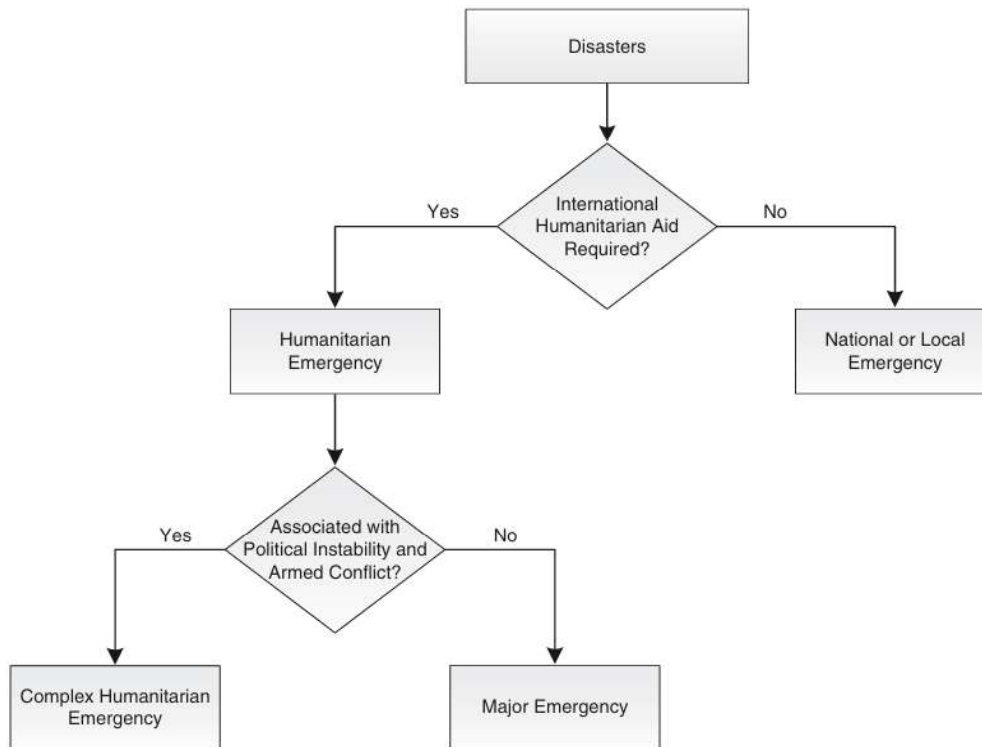 Disasters
International
Humanitarian Aid
Required?
Yes
No
Humanitarian
Emergency
National or Local
Emergency
Associated with
Political Instability and
Armed Conflict?
Yes
No
Complex Humanitarian
Emergency
Major Emergency